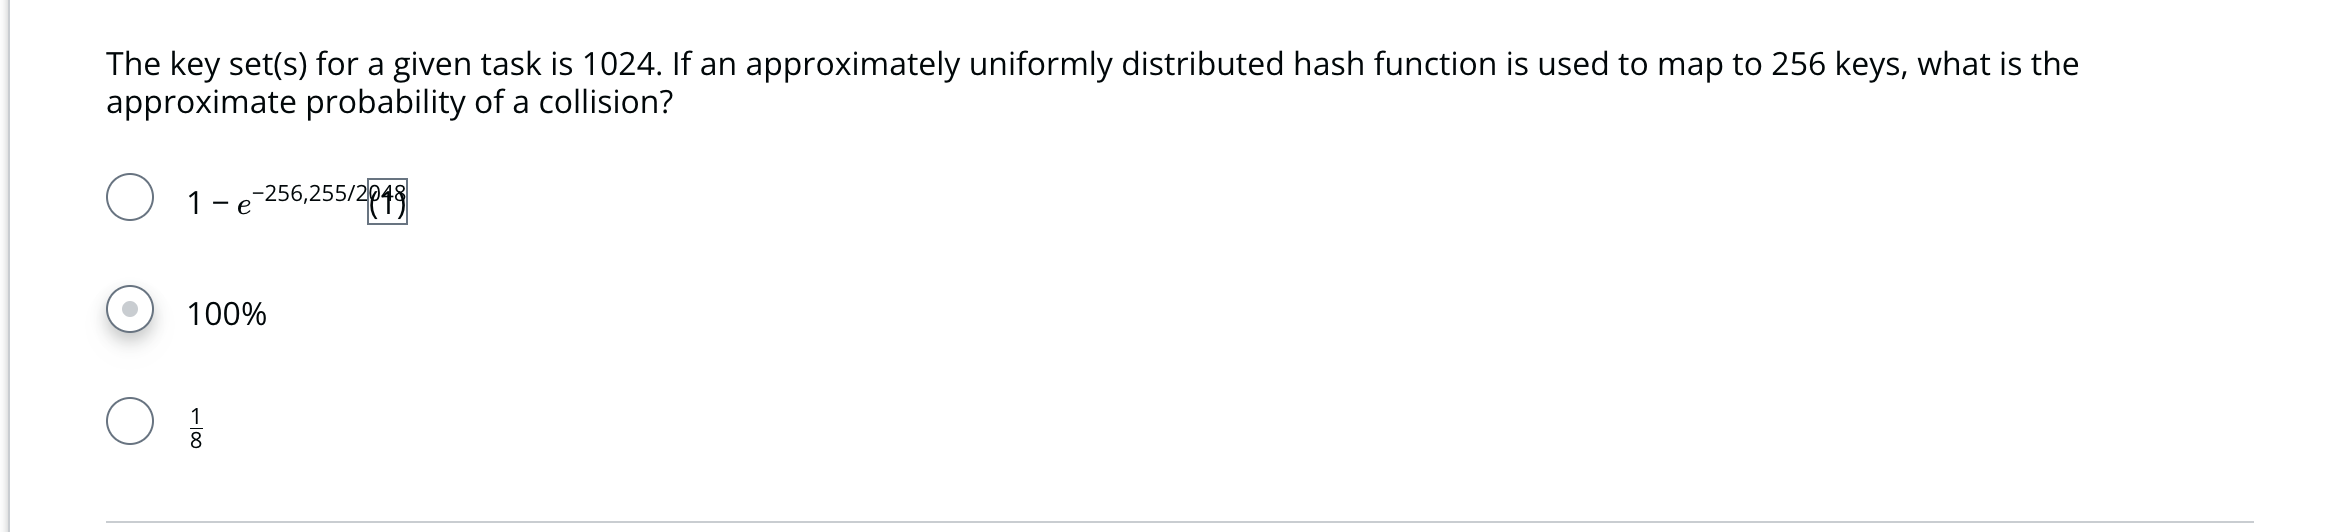 The key set(s) for a given task is 1024. If an approximately uniformly distributed hash function is used to map to 256 keys, what is the
approximate probability of a collision?
1 − e^−256,255/2048 (1)
100%
1/8